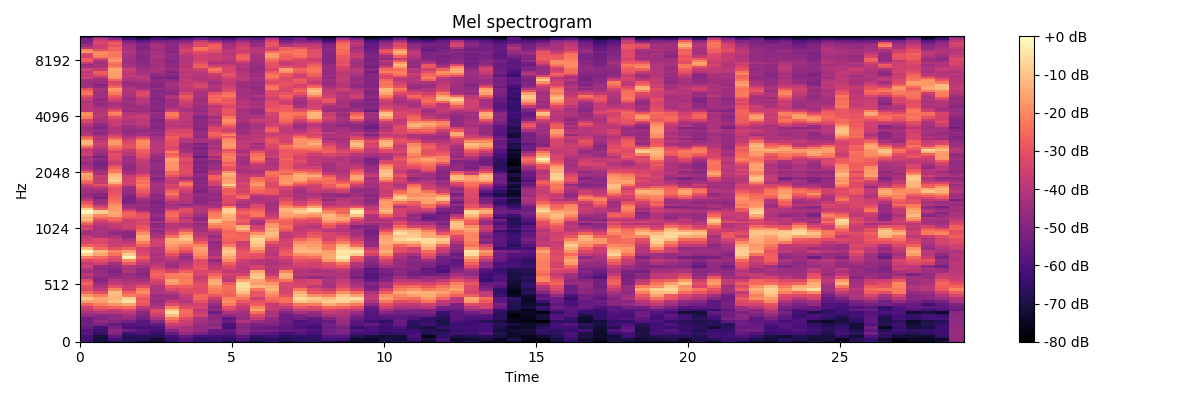 Mel spectrogram
Hz
8192
4096
2048
1024
512
0
0 5 10 15 20 25
Time
+0 dB
-10 dB
-20 dB
-30 dB
-40 dB
-50 dB
-60 dB
-70 dB
-80 dB